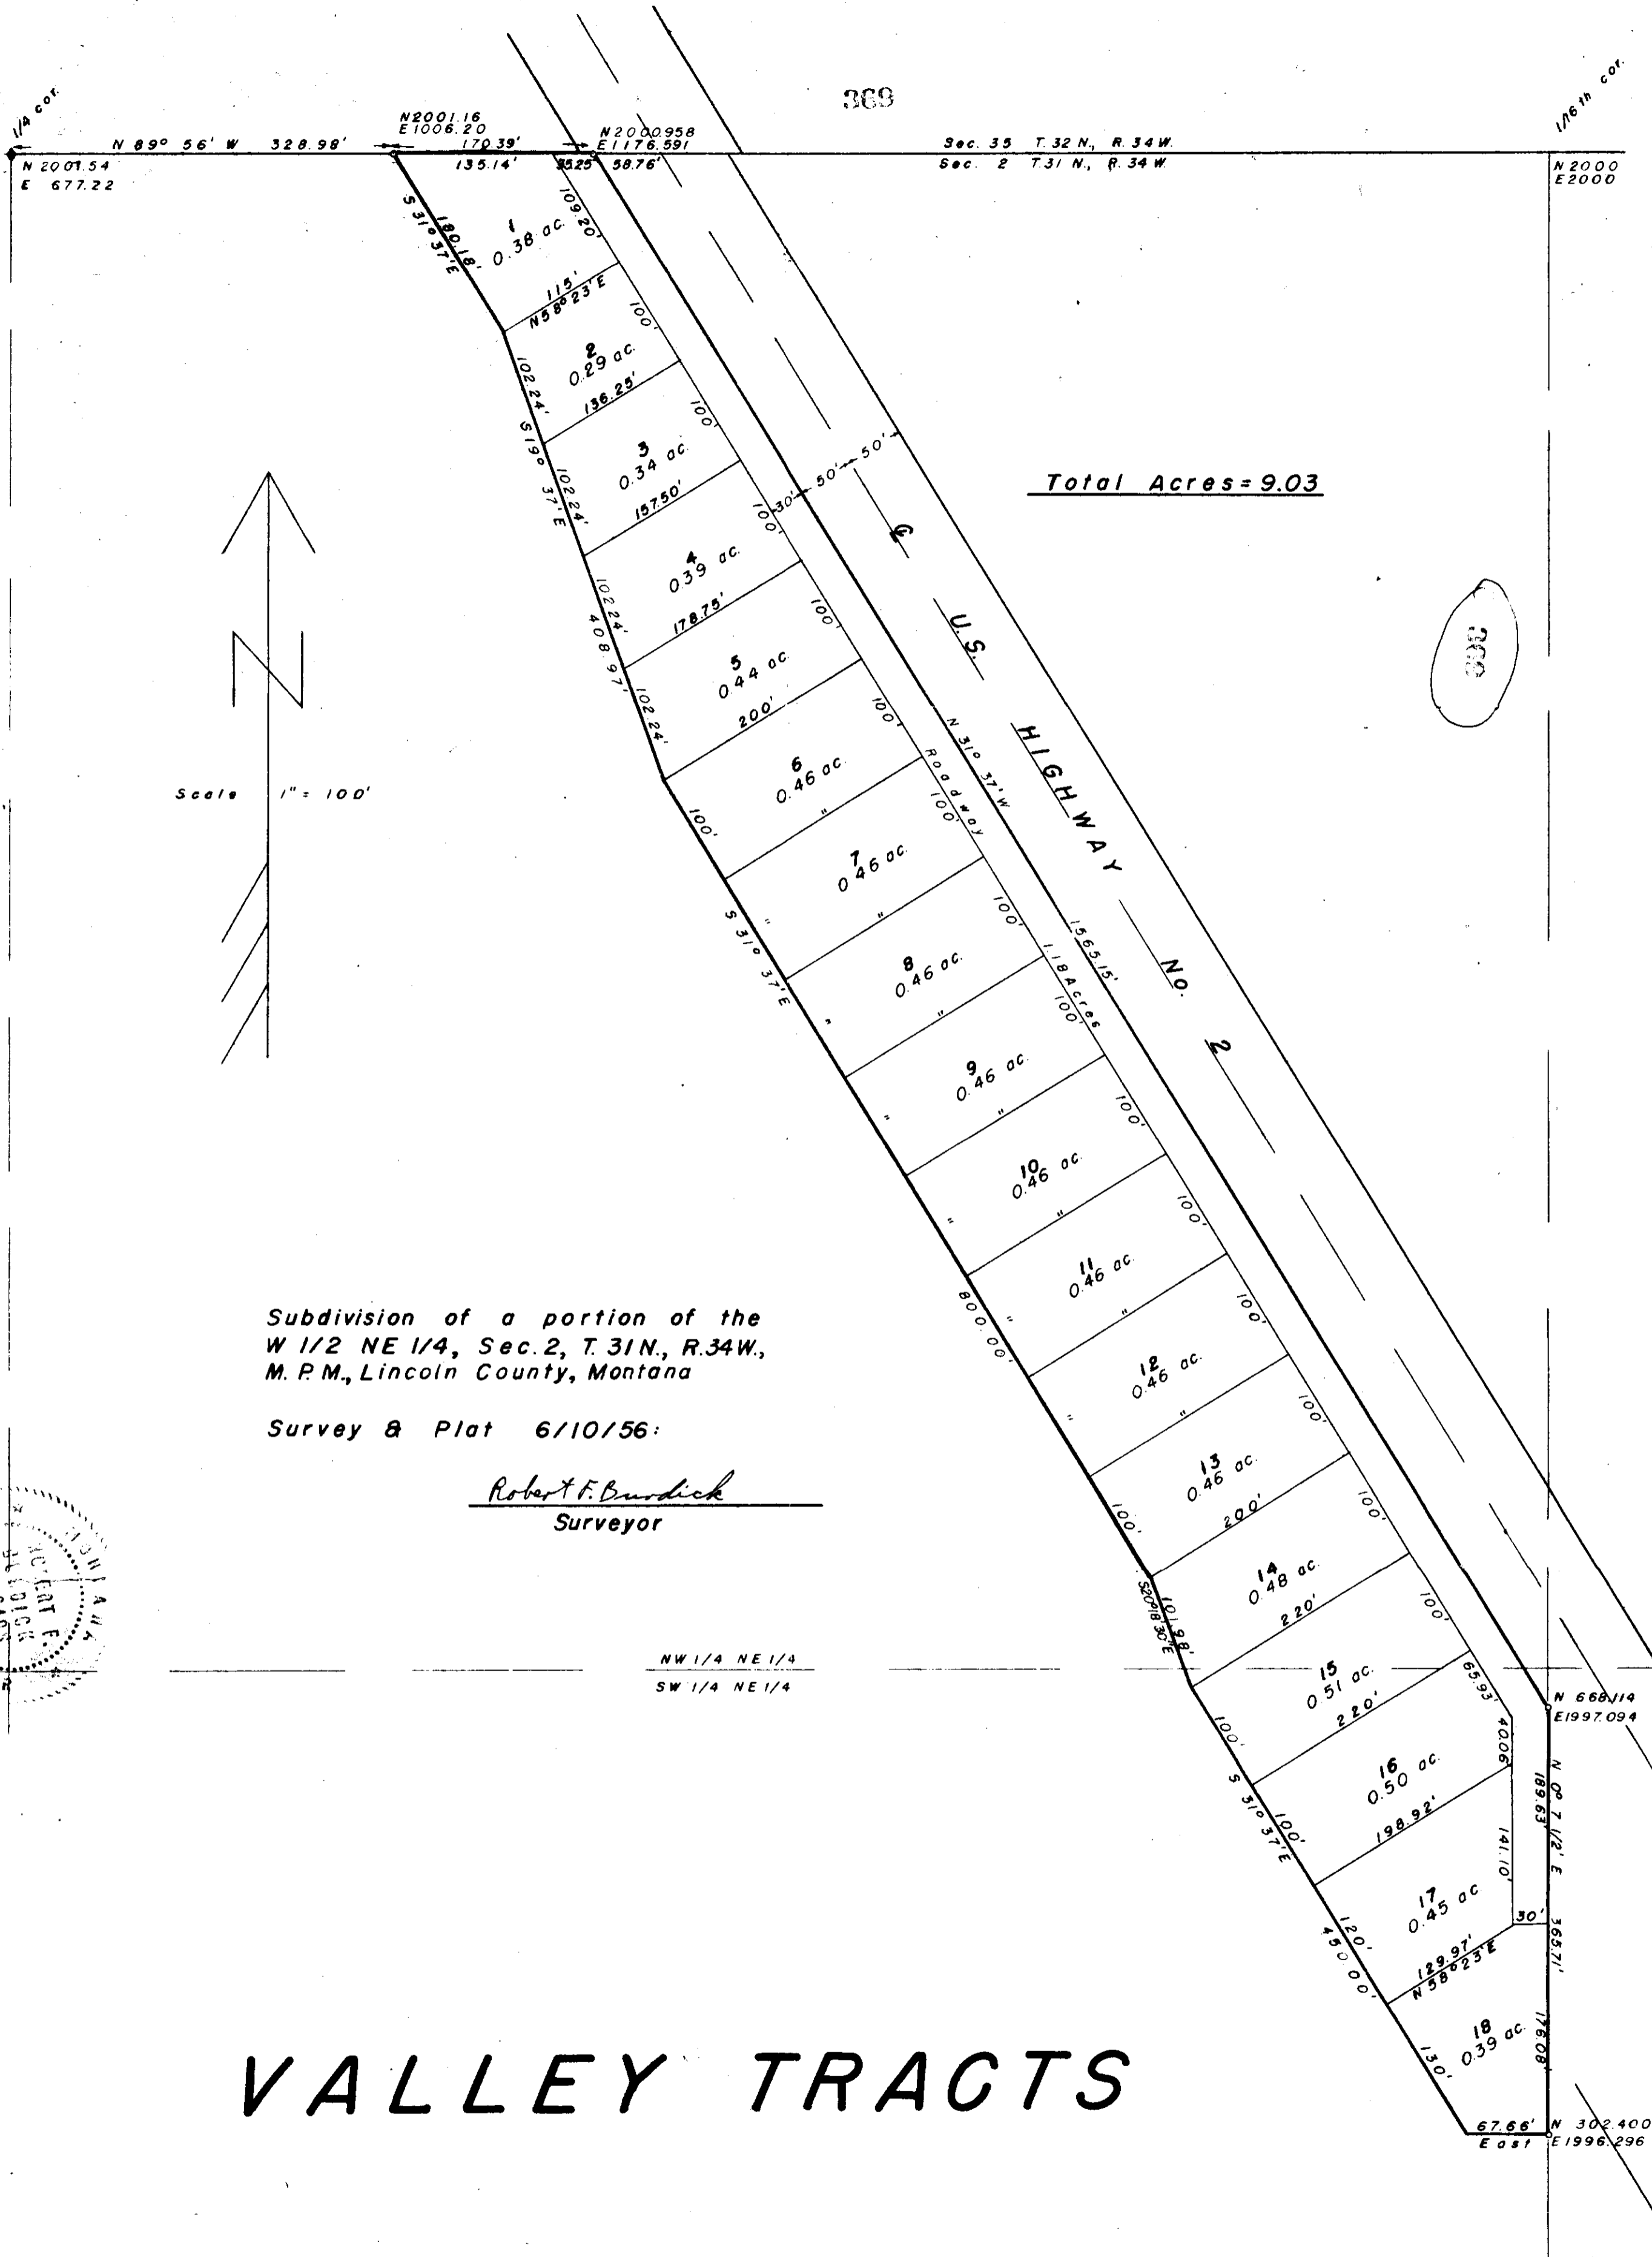 369
1/4 cor.
1/16 th cor.
N2001.16
E1006.20
N2000.958
E1176.591
N 89° 56' W 328.98'
170.39'
Sec. 35 T. 32 N., R. 34 W.
N 2001.54
E 677.22
135.14'
35.25'
58.76'
Sec. 2 T. 31 N., R. 34 W.
N2000
E2000
S 31° 37' E
180.18'
1
0.38 ac.
109.20'
115'
N58°23'E
100'
2
0.29 ac.
102.24'
136.25'
100'
S 19° 37' E
3
0.34 ac.
102.24'
157.50'
100'
30'
50'
50'
Total Acres = 9.03
4
0.39 ac.
102.24'
408.97'
178.75'
100'
5
0.44 ac.
102.24'
200'
100'
℄ U.S. HIGHWAY No. 2
N 31° 37' W
1565.15'
Roadway
1.18 Acres
Scale 1" = 100'
6
0.46 ac.
100'
"
100'
7
0.46 ac.
"
"
100'
S 31° 37' E
8
0.46 ac.
"
"
100'
9
0.46 ac.
"
"
100'
10
0.46 ac.
"
"
100'
11
0.46 ac.
"
"
100'
800.00'
12
0.46 ac.
"
"
100'
13
0.46 ac.
100'
200'
100'
Subdivision of a portion of the
W 1/2 NE 1/4, Sec. 2, T. 31 N., R. 34 W.,
M. P. M., Lincoln County, Montana
Survey & Plat 6/10/56:
Robert F. Burdick
Surveyor
14
0.48 ac.
S20°18'30"E
101.98'
220'
100'
NW 1/4 NE 1/4
SW 1/4 NE 1/4
15
0.51 ac.
100'
220'
65.93'
40.06'
N 668.114
E1997.094
16
0.50 ac.
S 31° 37' E
100'
198.92'
N 0° 7 1/2' E
189.63'
141.10'
17
0.45 ac
120'
450.00'
30'
365.71'
129.97'
N 58°23'E
18
0.39 ac.
130'
176.08'
67.66'
East
N 302.400
E1996.296
VALLEY TRACTS